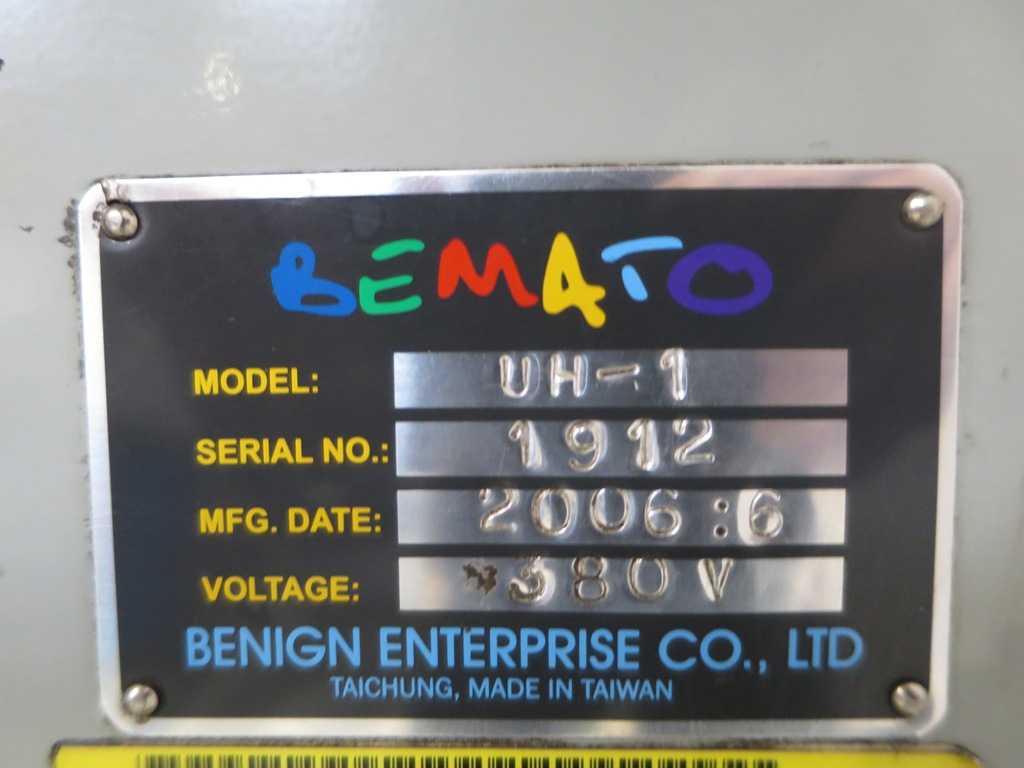 BEMATO
MODEL: UH-1
SERIAL NO.: 1912
MFG. DATE: 2006:6
VOLTAGE: 380V
BENIGN ENTERPRISE CO., LTD
TAICHUNG, MADE IN TAIWAN